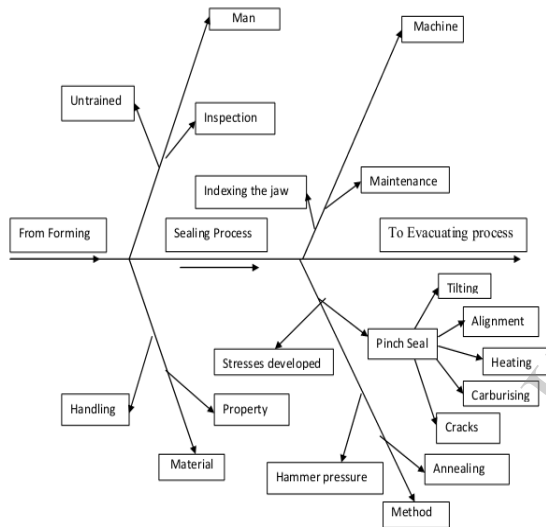 Man
Machine
Untrained
Inspection
Indexing the jaw
Maintenance
From Forming
Sealing Process
To Evacuating process
Tilting
Alignment
Pinch Seal
Heating
Stresses developed
Carburising
Handling
Property
Cracks
Material
Hammer pressure
Annealing
Method